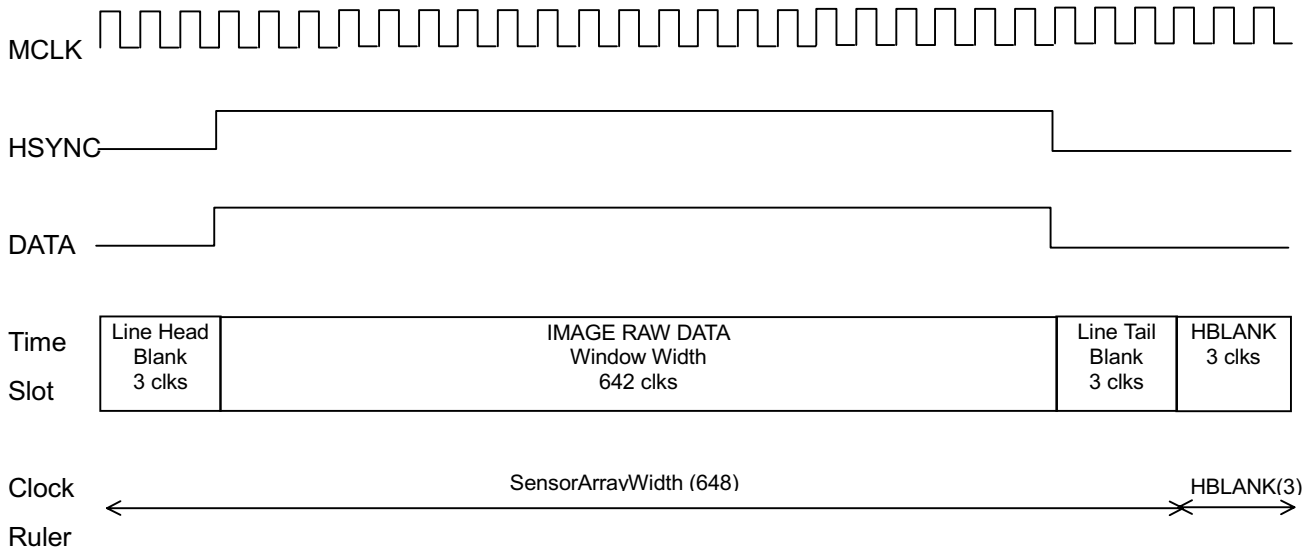 MCLK
HSYNC
DATA
Time
Slot
Line Head
Blank
3 clks
IMAGE RAW DATA
Window Width
642 clks
Line Tail
Blank
3 clks
HBLANK
3 clks
Clock
Ruler
SensorArrayWidth (648)
HBLANK(3)